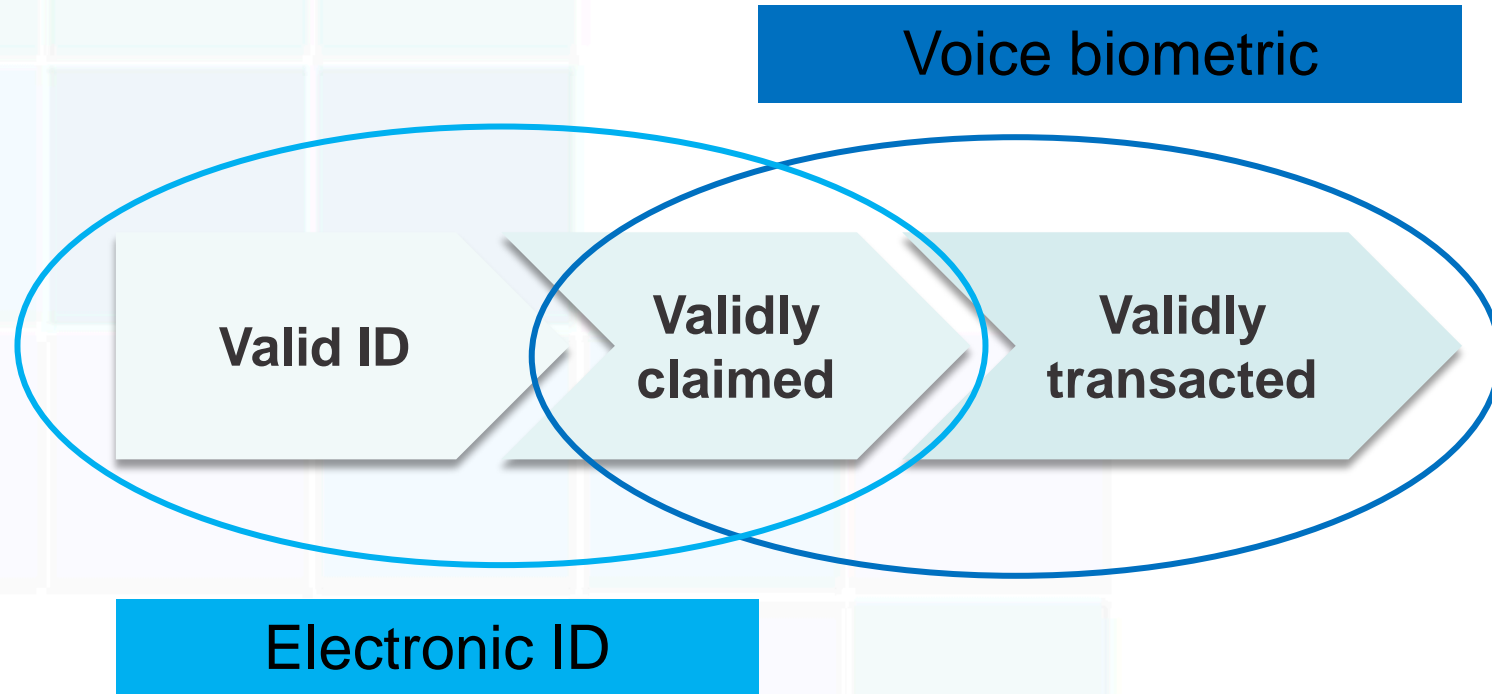 Voice biometric
Valid ID
Validly
claimed
Validly
transacted
Electronic ID